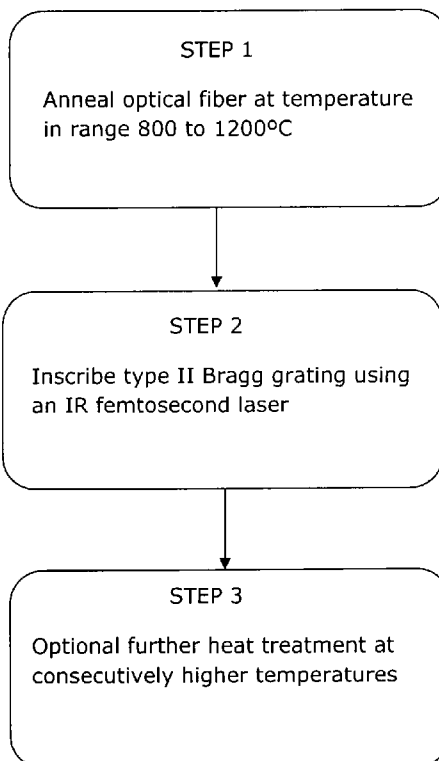 STEP 1
Anneal optical fiber at temperature
in range 800 to 1200ºC
STEP 2
Inscribe type II Bragg grating using
an IR femtosecond laser
STEP 3
Optional further heat treatment at
consecutively higher temperatures